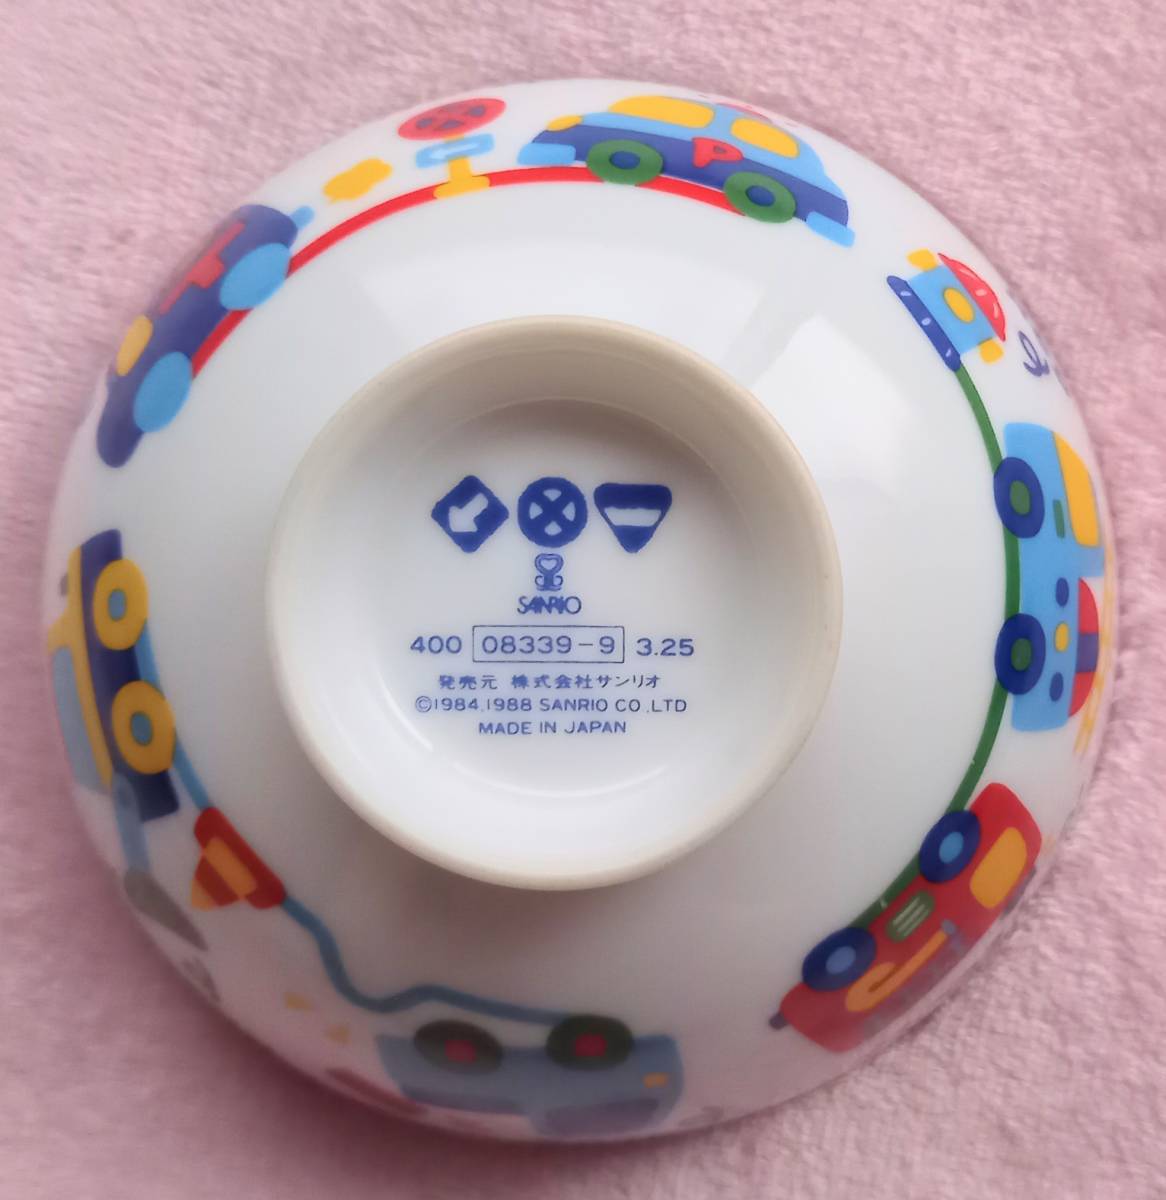 P
SANRIO
400 08339-9 3.25
発売元 株式会社サンリオ
©1984.1988 SANRIO CO.,LTD
MADE IN JAPAN